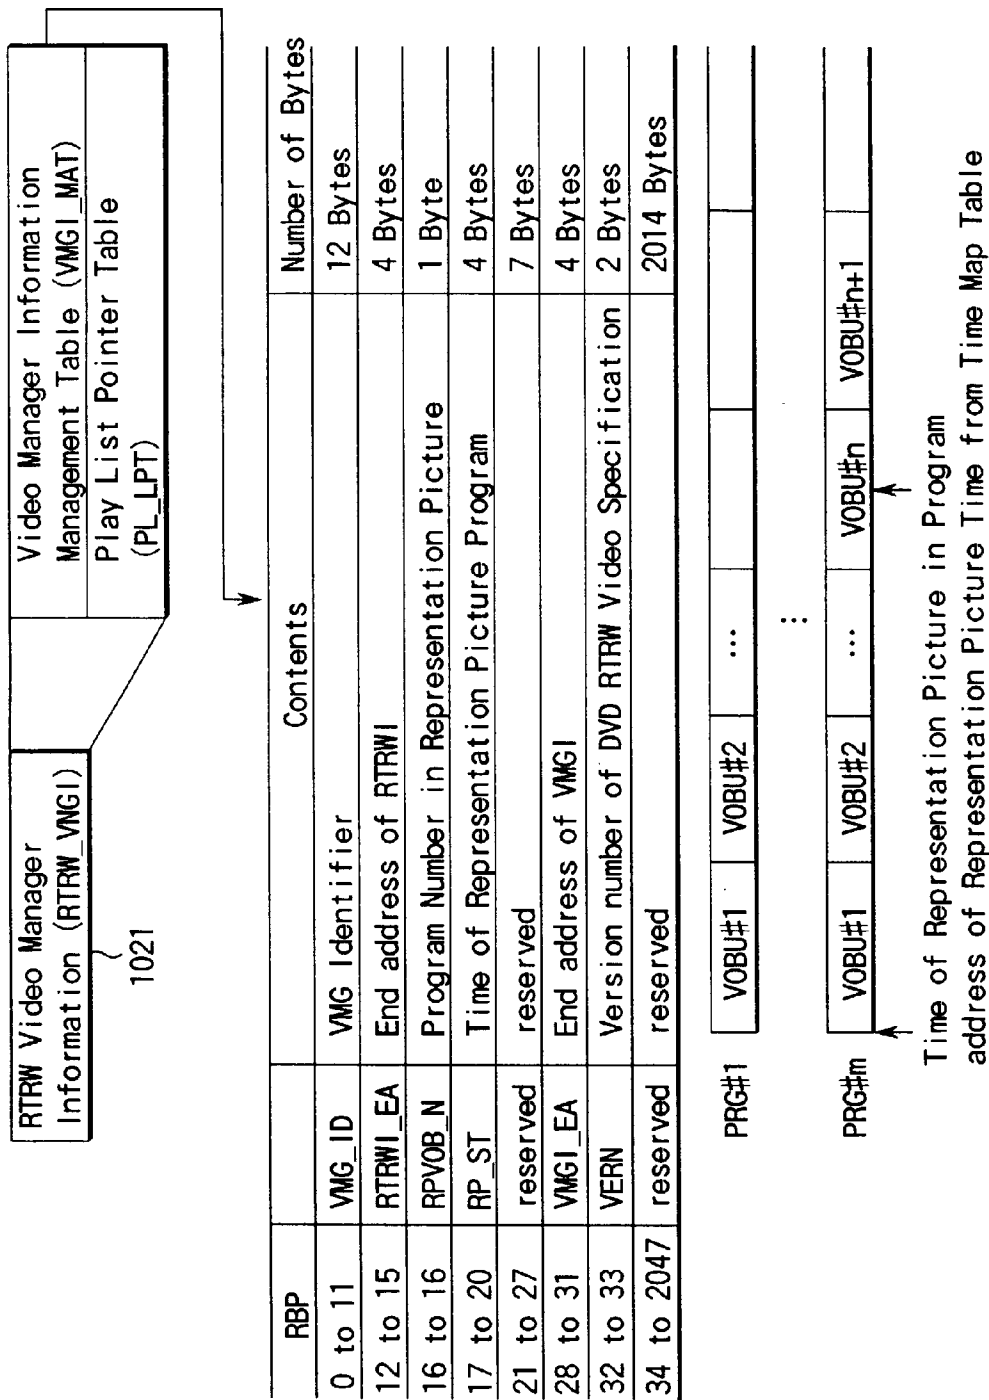 RTRW Video Manager
Information (RTRW_VNGI)
1021
Video Manager Information
Management Table (VMGI_MAT)
Play List Pointer Table
(PL_LPT)
RBP Contents Number of Bytes
0 to 11 VMG_ID VMG Identifier 12 Bytes
12 to 15 RTRWI_EA End address of RTRWI 4 Bytes
16 to 16 RPVOB_N Program Number in Representation Picture 1 Byte
17 to 20 RP_ST Time of Representation Picture Program 4 Bytes
21 to 27 reserved reserved 7 Bytes
28 to 31 VMGI_EA End address of VMGI 4 Bytes
32 to 33 VERN Version number of DVD RTRW Video Specification 2 Bytes
34 to 2047 reserved reserved 2014 Bytes
PRG#1 VOBU#1 VOBU#2 ...
...
PRG#m VOBU#1 VOBU#2 ... VOBU#n VOBU#n+1
Time of Representation Picture in Program
address of Representation Picture Time from Time Map Table